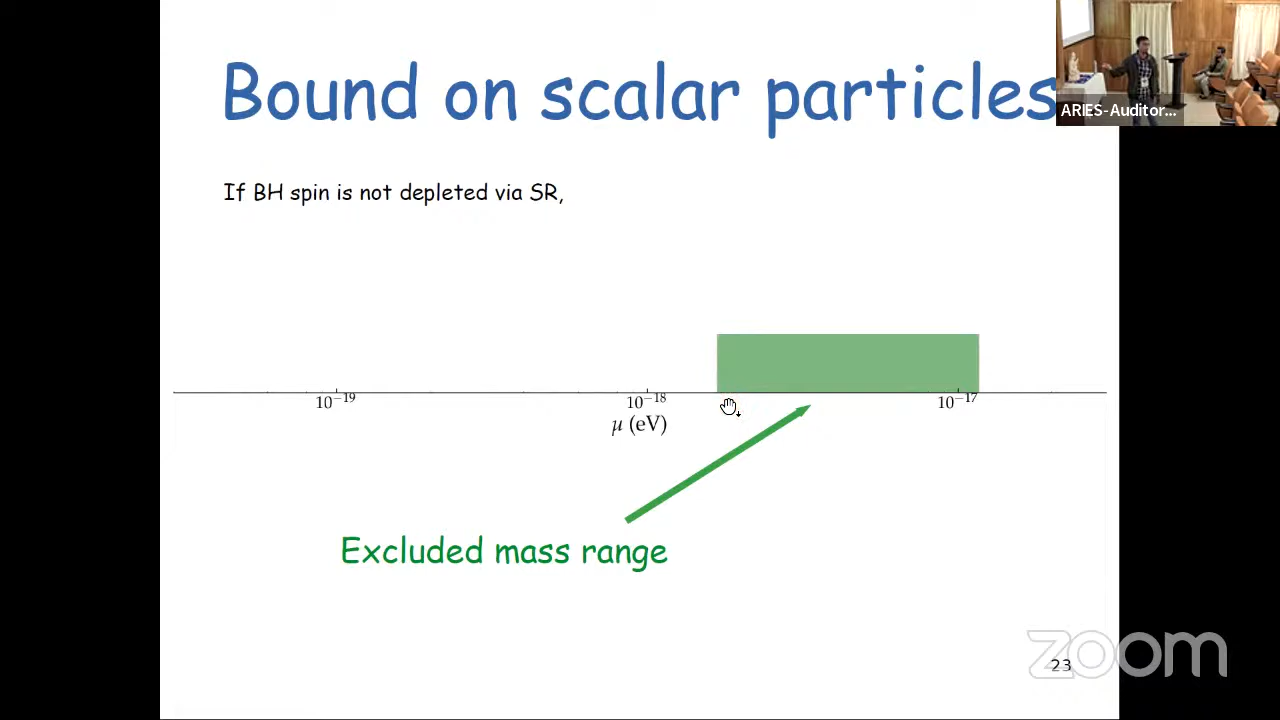 Bound on scalar particles
ARIES-Auditor...
If BH spin is not depleted via SR,
10⁻¹⁹ 10⁻¹⁸ 10⁻¹⁷
μ (eV)
Excluded mass range
zoom
23